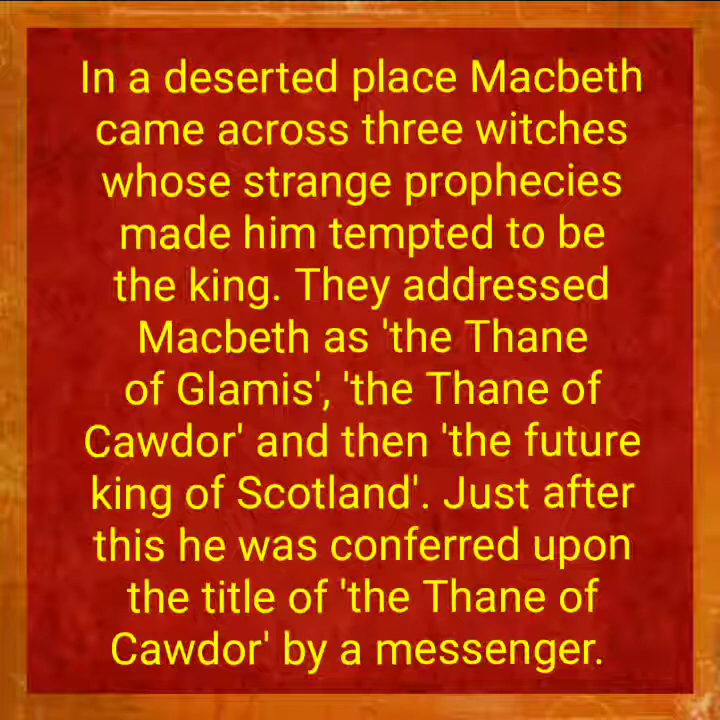 In a deserted place Macbeth
came across three witches
whose strange prophecies
made him tempted to be
the king. They addressed
Macbeth as 'the Thane
of Glamis', 'the Thane of
Cawdor' and then 'the future
king of Scotland'. Just after
this he was conferred upon
the title of 'the Thane of
Cawdor' by a messenger.